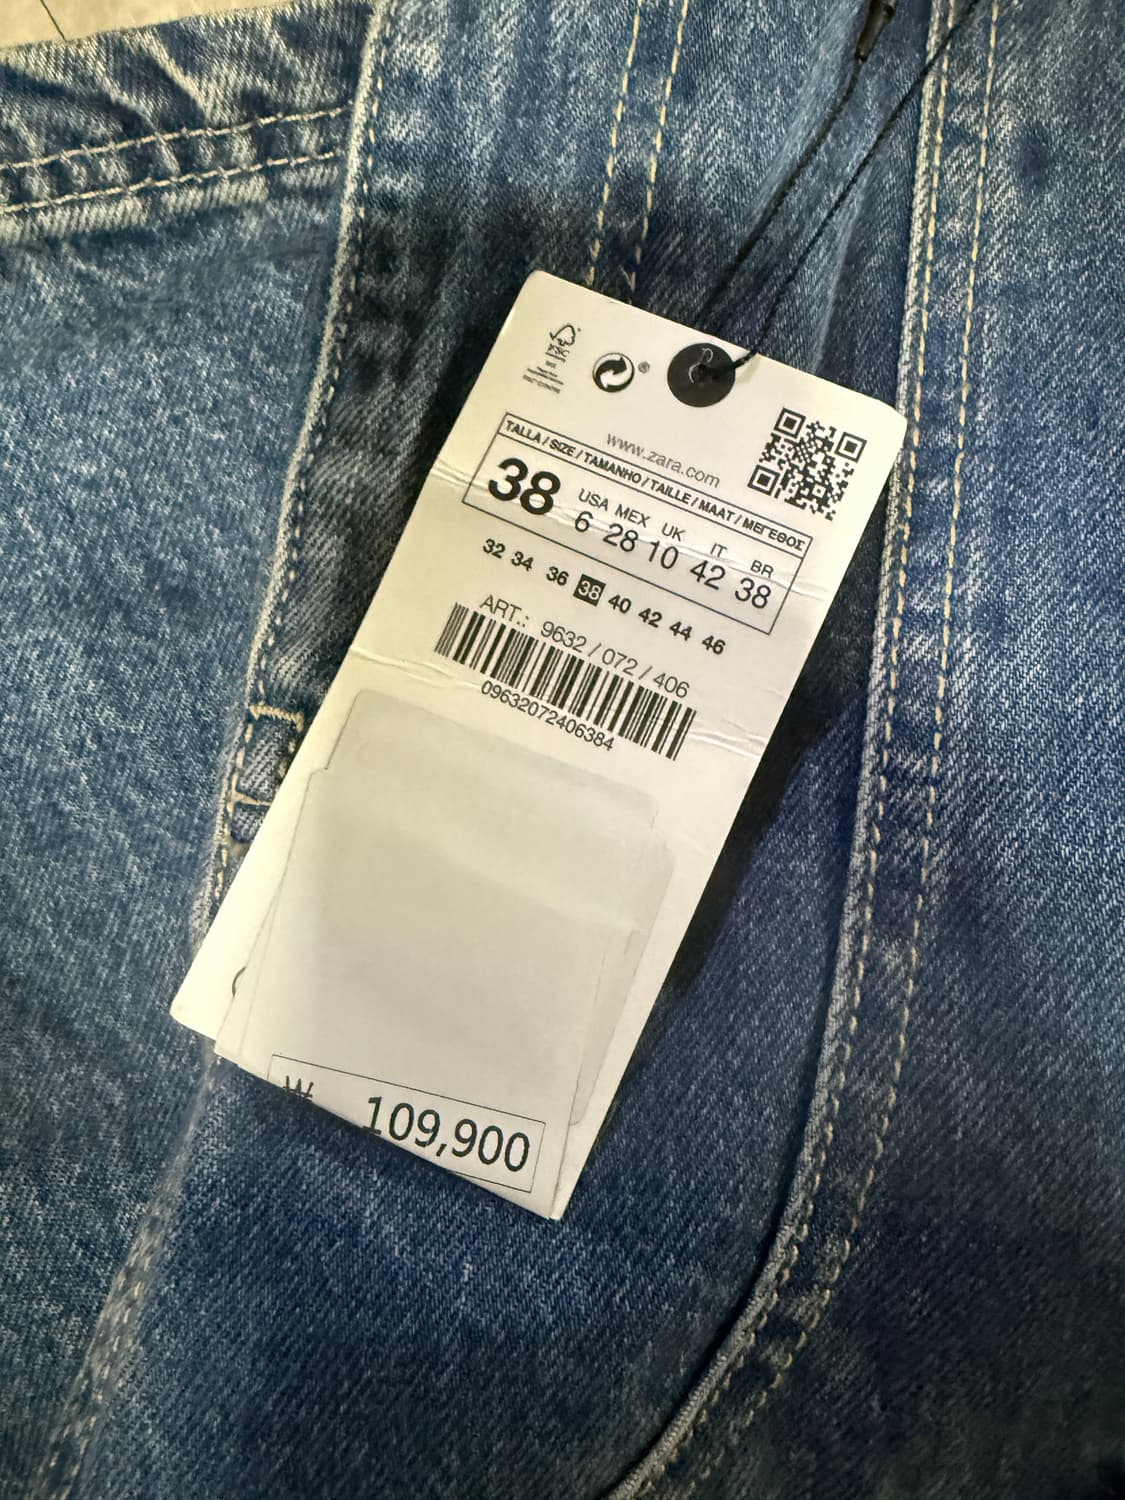 FSC
®
www.zara.com
TALLA / SIZE / TAMANHO / TAILLE / MAAT / ΜΕΓΕΘΟΣ
38
USA MEX UK IT BR
6 28 10 42 38
32 34 36 38 40 42 44 46
ART.: 9632 / 072 / 406
09632072406384
₩ 109,900